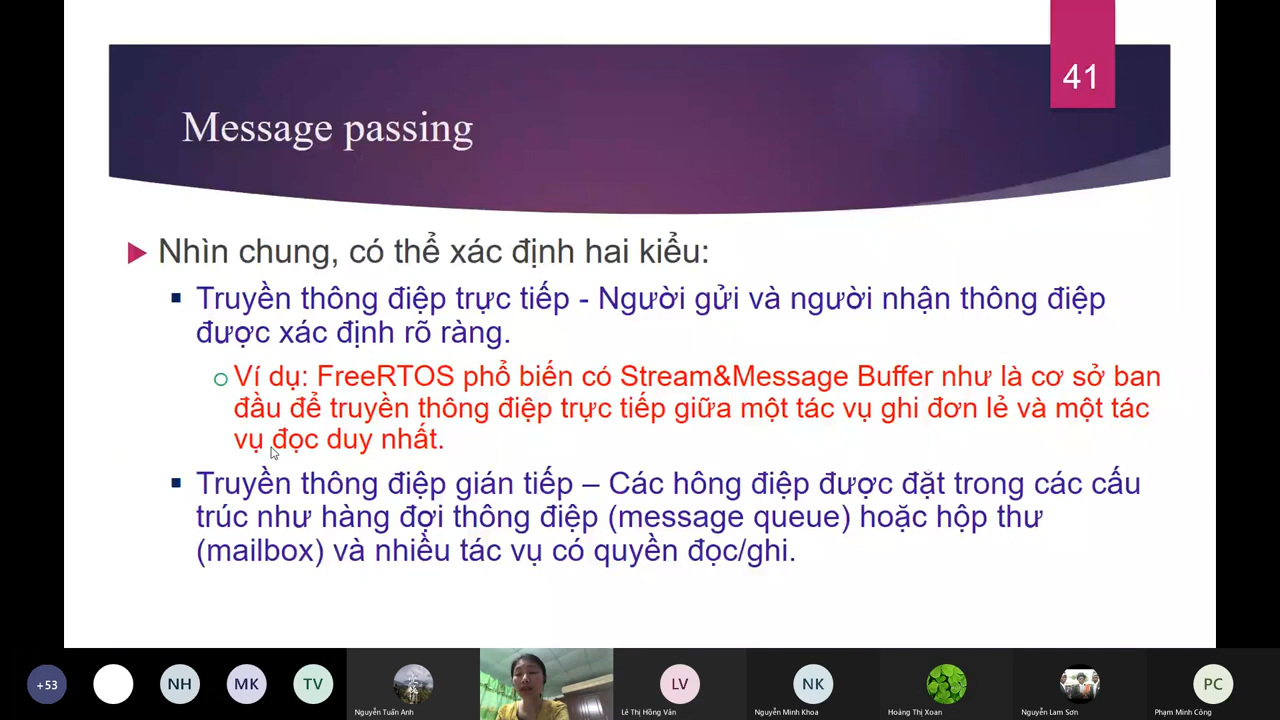 41
Message passing
Nhìn chung, có thể xác định hai kiểu:
Truyền thông điệp trực tiếp - Người gửi và người nhận thông điệp
được xác định rõ ràng.
Ví dụ: FreeRTOS phổ biến có Stream&Message Buffer như là cơ sở ban
đầu để truyền thông điệp trực tiếp giữa một tác vụ ghi đơn lẻ và một tác
vụ đọc duy nhất.
Truyền thông điệp gián tiếp – Các hông điệp được đặt trong các cấu
trúc như hàng đợi thông điệp (message queue) hoặc hộp thư
(mailbox) và nhiều tác vụ có quyền đọc/ghi.
+53
NH
MK
TV
LV
NK
PC
Nguyễn Tuấn Anh
Lê Thị Hồng Vân
Nguyễn Minh Khoa
Hoàng Thị Xoan
Nguyễn Lam Sơn
Phạm Minh Công